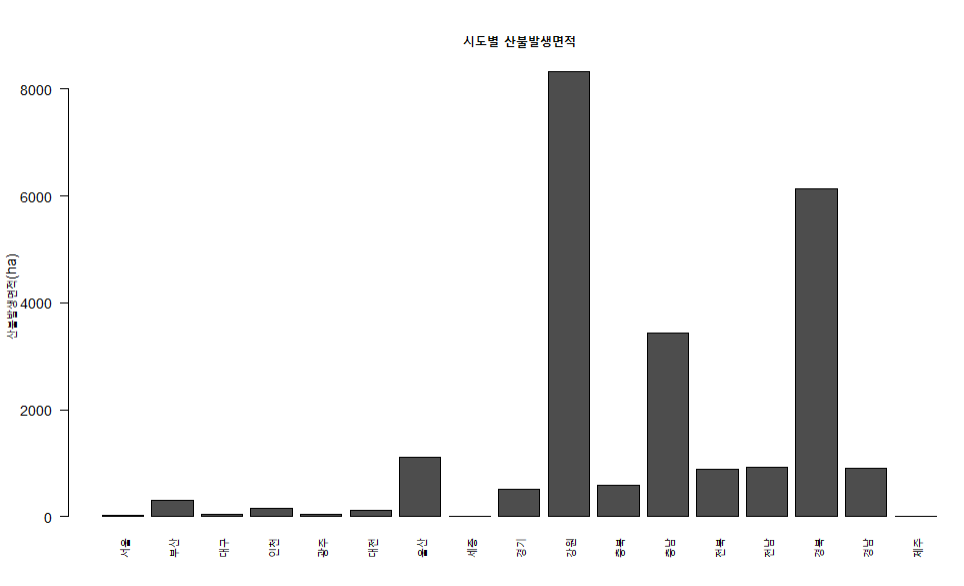 시도별 산불발생면적
산불발생면적(ha)
8000
6000
4000
2000
0
서울
부산
대구
인천
광주
대전
울산
세종
경기
강원
충북
충남
전북
전남
경북
경남
제주